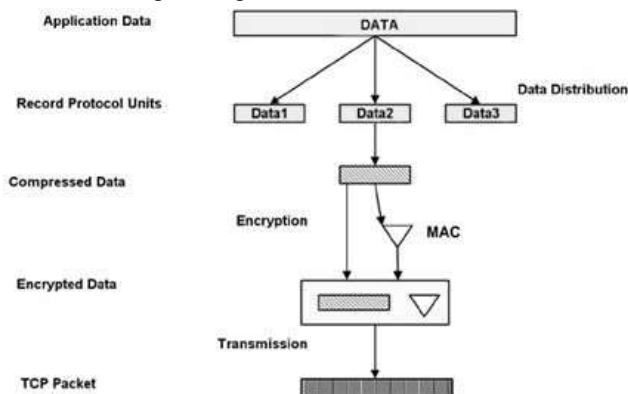 Application Data
DATA
Data Distribution
Record Protocol Units
Data1 Data2 Data3
Compressed Data
Encryption
MAC
Encrypted Data
Transmission
TCP Packet